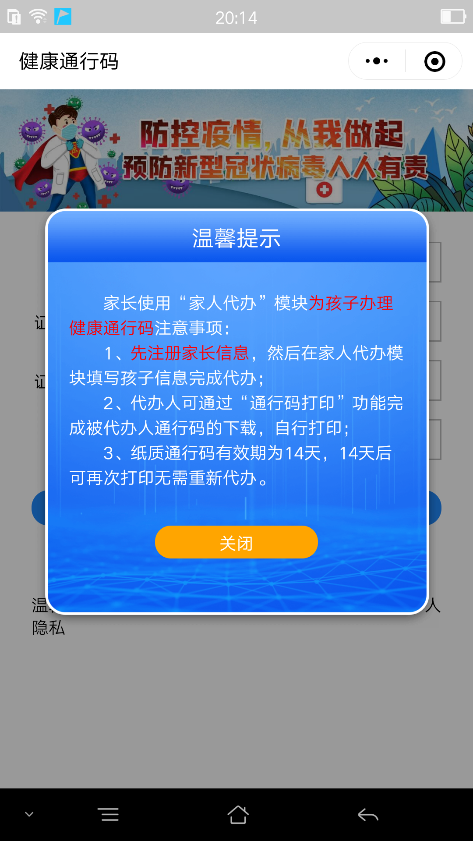 20:14
健康通行码
防控疫情, 从我做起
预防新型冠状病毒人人有责
温馨提示
家长使用“家人代办”模块为孩子办理
健康通行码注意事项：
1、先注册家长信息，然后在家人代办模
块填写孩子信息完成代办；
2、代办人可通过“通行码打印”功能完
成被代办人通行码的下载，自行打印；
3、纸质通行码有效期为14天，14天后
可再次打印无需重新代办。
关闭
证
证
温 人
隐私